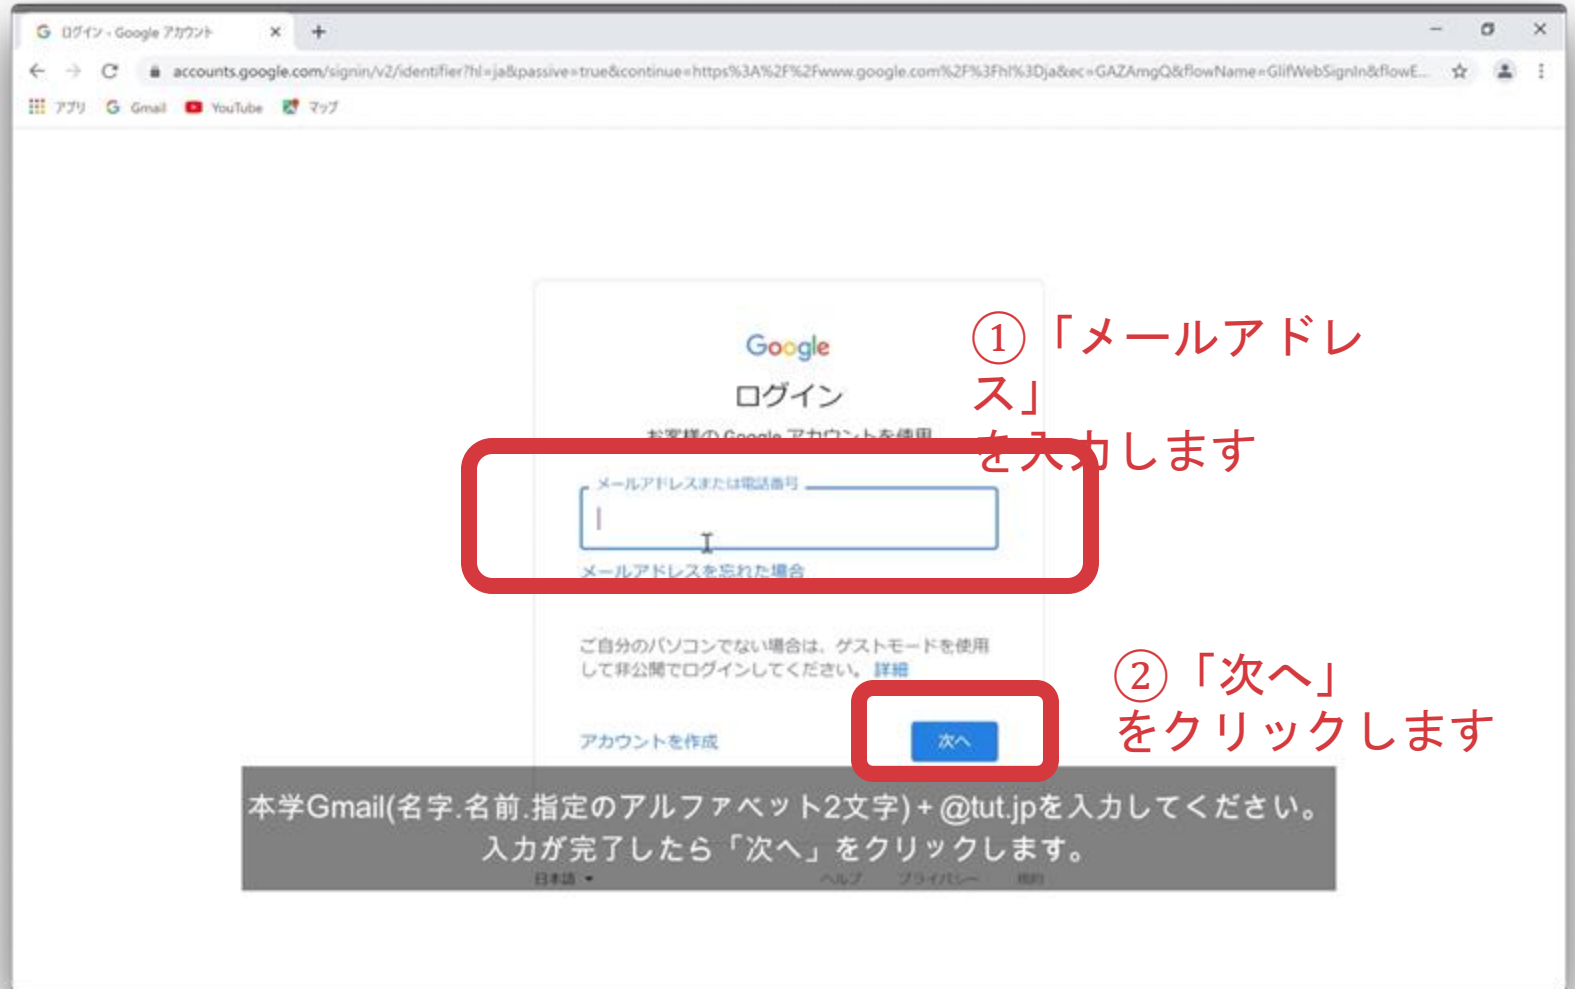 ログイン - Google アカウント
accounts.google.com/signin/v2/identifier?hl=ja&passive=true&continue=https%3A%2F%2Fwww.google.com%2F%3Fhl%3Dja&ec=GAZAmgQ&flowName=GlifWebSignIn&flowE...
アプリ Gmail YouTube マップ
Google
ログイン
お客様の Google アカウントを使用
①「メールアドレ
ス」
を入力します
メールアドレスまたは電話番号
メールアドレスを忘れた場合
ご自分のパソコンでない場合は、ゲストモードを使用
して非公開でログインしてください。 詳細
②「次へ」
をクリックします
アカウントを作成
次へ
本学Gmail(名字.名前.指定のアルファベット2文字)+@tut.jpを入力してください。
入力が完了したら「次へ」をクリックします。
日本語 ヘルプ プライバシー 規約